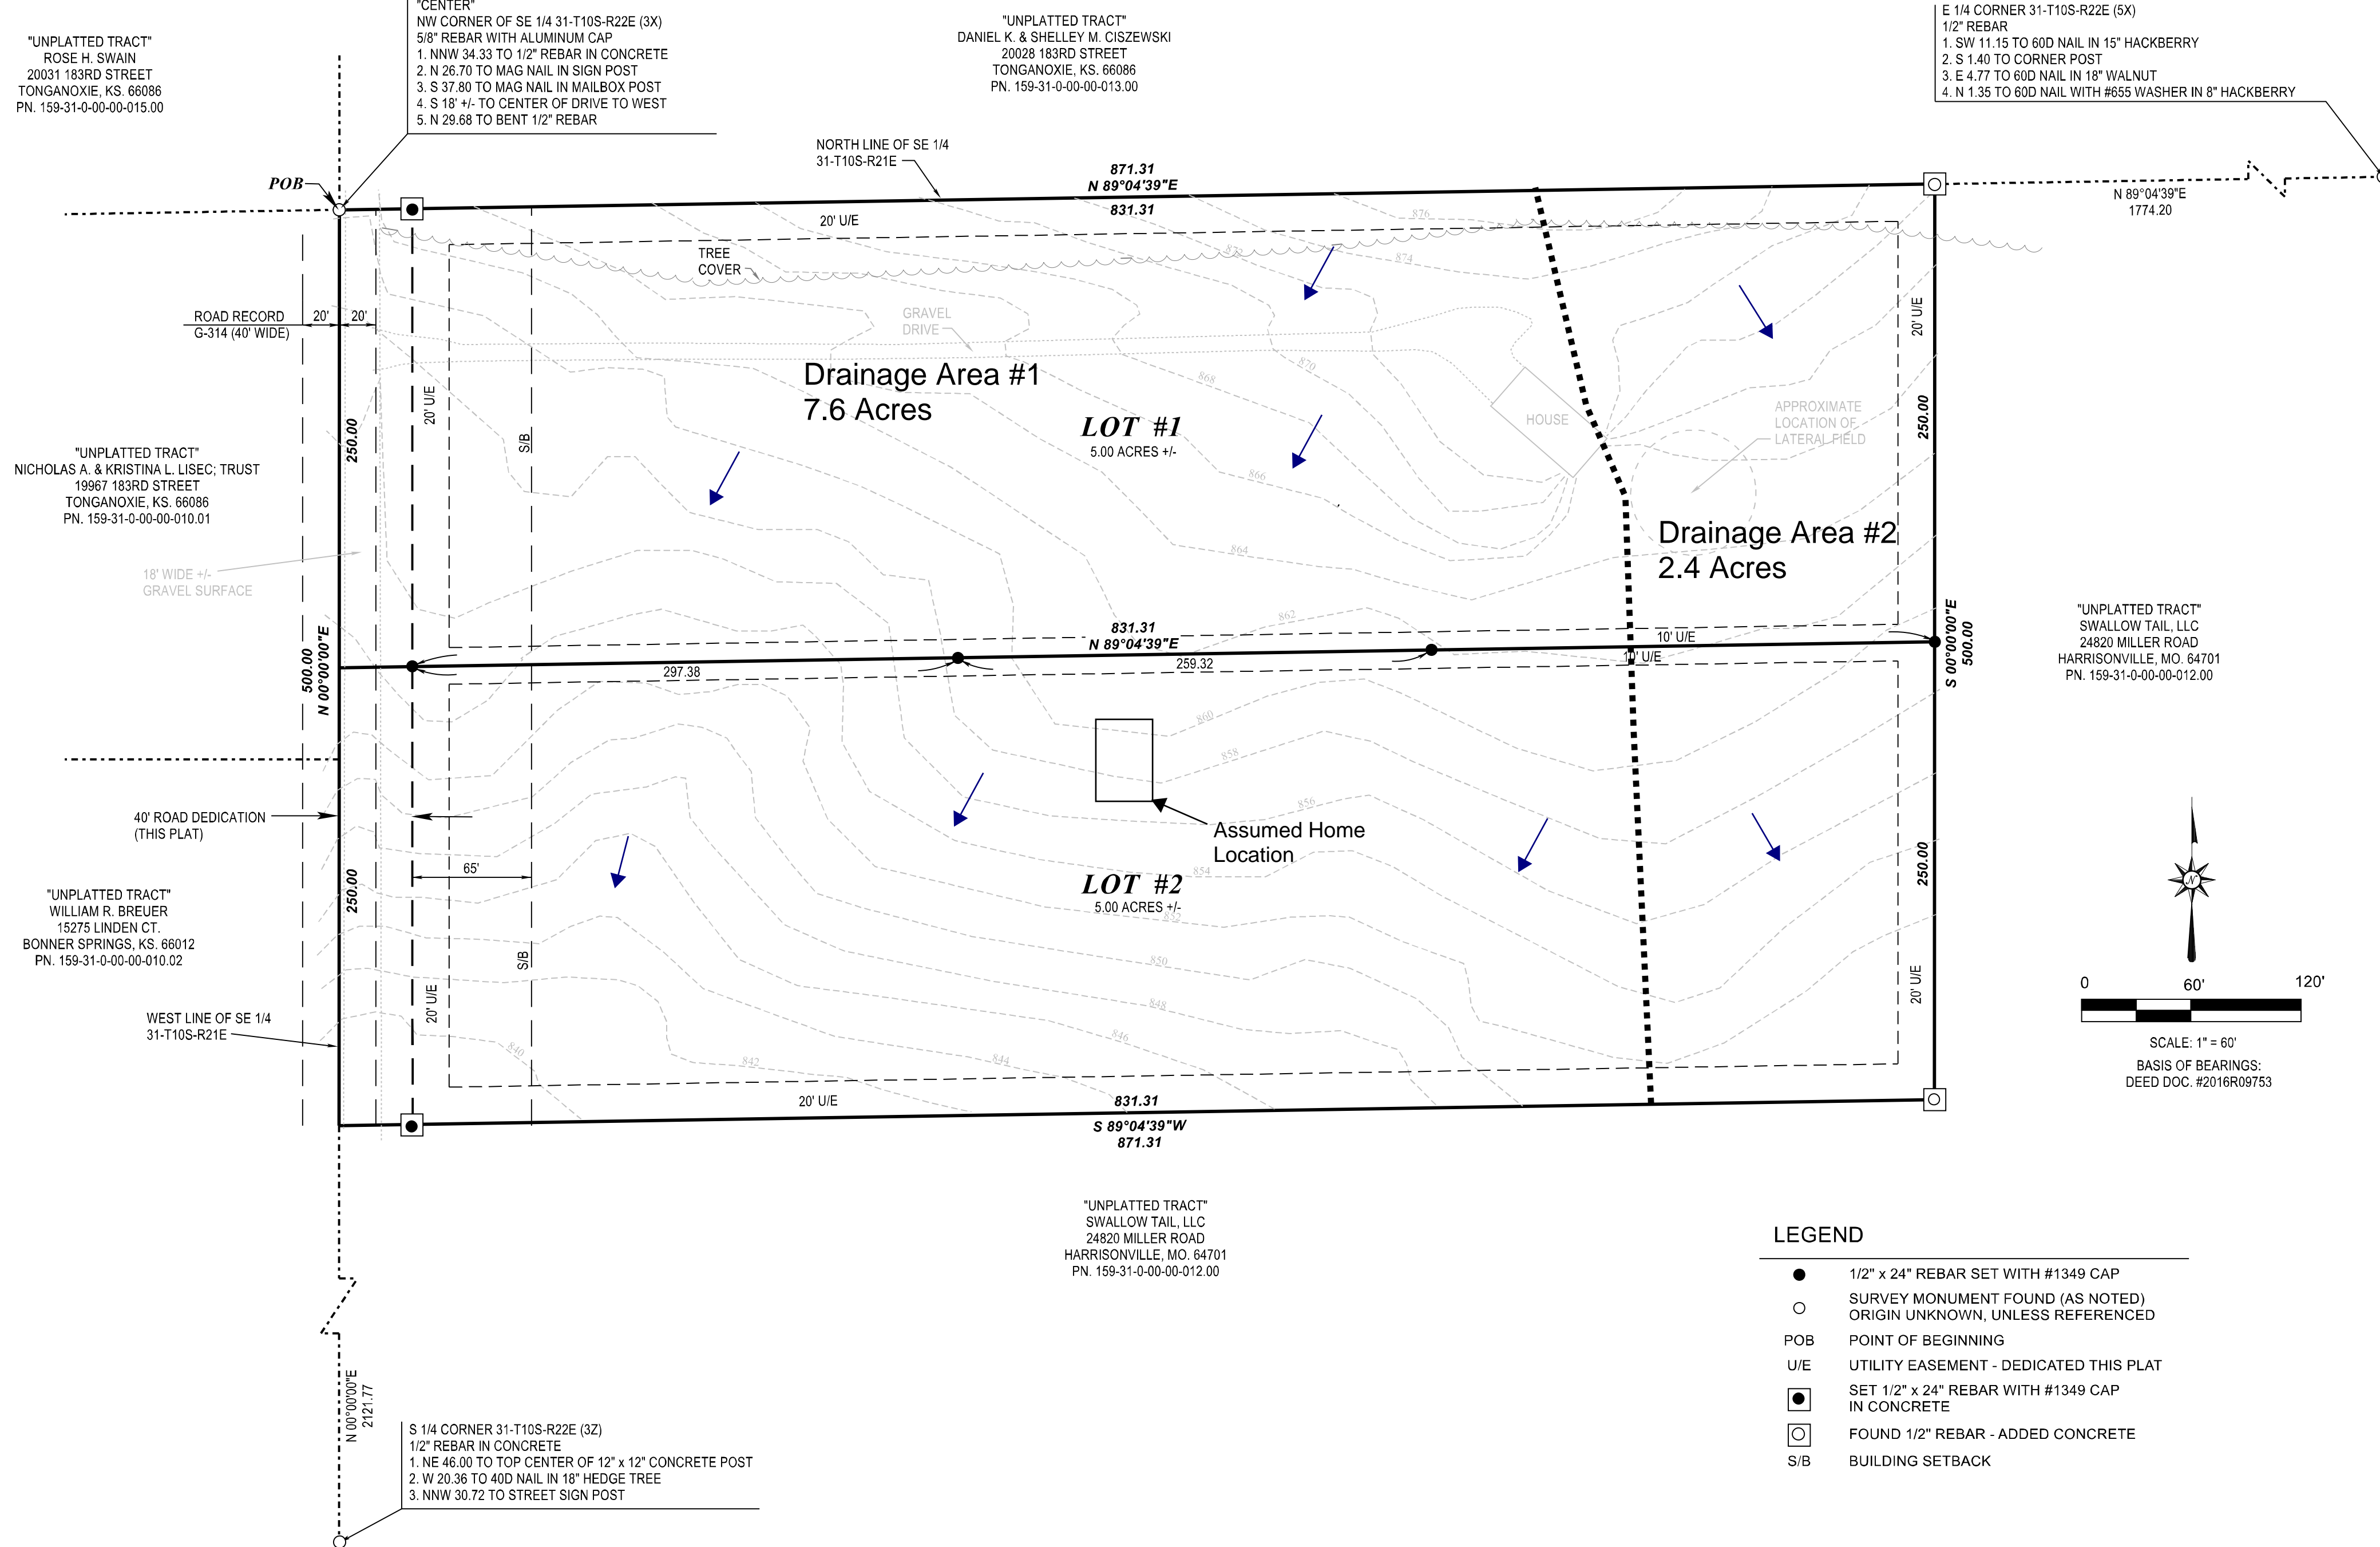 "CENTER"
NW CORNER OF SE 1/4 31-T10S-R22E (3X)
5/8" REBAR WITH ALUMINUM CAP
1. NNW 34.33 TO 1/2" REBAR IN CONCRETE
2. N 26.70 TO MAG NAIL IN SIGN POST
3. S 37.80 TO MAG NAIL IN MAILBOX POST
4. S 18' +/- TO CENTER OF DRIVE TO WEST
5. N 29.68 TO BENT 1/2" REBAR
"UNPLATTED TRACT"
ROSE H. SWAIN
20031 183RD STREET
TONGANOXIE, KS. 66086
PN. 159-31-0-00-00-015.00
"UNPLATTED TRACT"
DANIEL K. & SHELLEY M. CISZEWSKI
20028 183RD STREET
TONGANOXIE, KS. 66086
PN. 159-31-0-00-00-013.00
E 1/4 CORNER 31-T10S-R22E (5X)
1/2" REBAR
1. SW 11.15 TO 60D NAIL IN 15" HACKBERRY
2. S 1.40 TO CORNER POST
3. E 4.77 TO 60D NAIL IN 18" WALNUT
4. N 1.35 TO 60D NAIL WITH #655 WASHER IN 8" HACKBERRY
NORTH LINE OF SE 1/4
31-T10S-R21E
POB
871.31
N 89°04'39"E
831.31
N 89°04'39"E
1774.20
20' U/E
876
874
872
TREE
COVER
ROAD RECORD
G-314 (40' WIDE)
20'
20'
GRAVEL
DRIVE
20' U/E
870
868
Drainage Area #1
7.6 Acres
20' U/E
S/B
250.00
LOT #1
5.00 ACRES +/-
HOUSE
APPROXIMATE
LOCATION OF
LATERAL FIELD
250.00
866
"UNPLATTED TRACT"
NICHOLAS A. & KRISTINA L. LISEC; TRUST
19967 183RD STREET
TONGANOXIE, KS. 66086
PN. 159-31-0-00-00-010.01
Drainage Area #2
2.4 Acres
864
18' WIDE +/-
GRAVEL SURFACE
862
831.31
N 89°04'39"E
10' U/E
10' U/E
297.38
259.32
500.00
N 00°00'00"E
S 00°00'00"E
500.00
"UNPLATTED TRACT"
SWALLOW TAIL, LLC
24820 MILLER ROAD
HARRISONVILLE, MO. 64701
PN. 159-31-0-00-00-012.00
860
858
856
40' ROAD DEDICATION
(THIS PLAT)
Assumed Home
Location
65'
854
250.00
LOT #2
5.00 ACRES +/-
852
250.00
"UNPLATTED TRACT"
WILLIAM R. BREUER
15275 LINDEN CT.
BONNER SPRINGS, KS. 66012
PN. 159-31-0-00-00-010.02
S/B
850
20' U/E
20' U/E
848
846
844
842
840
N
0 60' 120'
SCALE: 1" = 60'
BASIS OF BEARINGS:
DEED DOC. #2016R09753
WEST LINE OF SE 1/4
31-T10S-R21E
20' U/E
831.31
S 89°04'39"W
871.31
"UNPLATTED TRACT"
SWALLOW TAIL, LLC
24820 MILLER ROAD
HARRISONVILLE, MO. 64701
PN. 159-31-0-00-00-012.00
N 00°00'00"E
2121.77
S 1/4 CORNER 31-T10S-R22E (3Z)
1/2" REBAR IN CONCRETE
1. NE 46.00 TO TOP CENTER OF 12" x 12" CONCRETE POST
2. W 20.36 TO 40D NAIL IN 18" HEDGE TREE
3. NNW 30.72 TO STREET SIGN POST
LEGEND
1/2" x 24" REBAR SET WITH #1349 CAP
SURVEY MONUMENT FOUND (AS NOTED)
ORIGIN UNKNOWN, UNLESS REFERENCED
POB POINT OF BEGINNING
U/E UTILITY EASEMENT - DEDICATED THIS PLAT
SET 1/2" x 24" REBAR WITH #1349 CAP
IN CONCRETE
FOUND 1/2" REBAR - ADDED CONCRETE
S/B BUILDING SETBACK